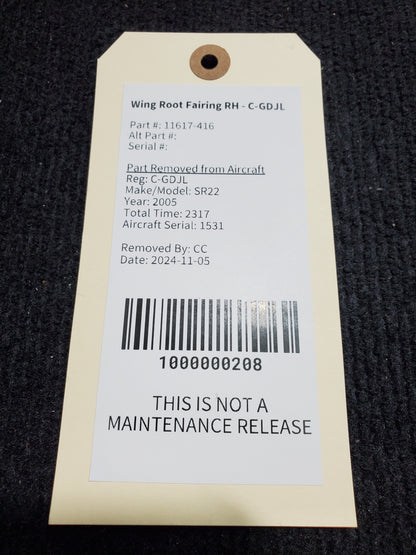 Wing Root Fairing RH - C-GDJL
Part #: 11617-416
Alt Part #:
Serial #:
Part Removed from Aircraft
Reg: C-GDJL
Make/Model: SR22
Year: 2005
Total Time: 2317
Aircraft Serial: 1531
Removed By: CC
Date: 2024-11-05
1000000208
THIS IS NOT A
MAINTENANCE RELEASE